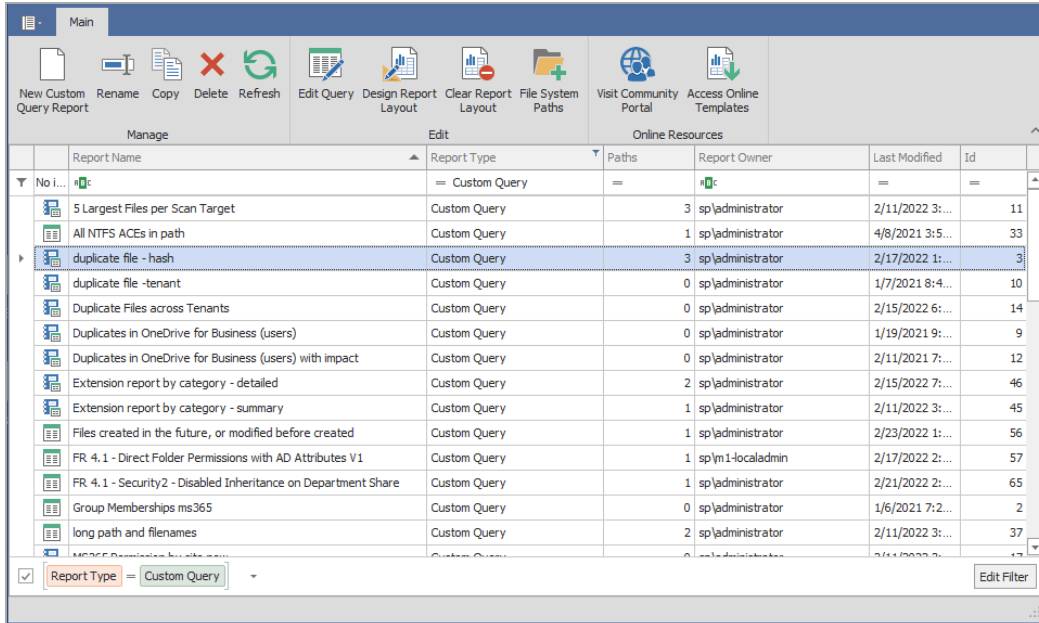 Main
New Custom Query Report Rename Copy Delete Refresh Edit Query Design Report Layout Clear Report Layout File System Paths Visit Community Portal Access Online Templates
Manage Edit Online Resources
Report Name Report Type Paths Report Owner Last Modified Id
No i... = Custom Query = = =
5 Largest Files per Scan Target Custom Query 3 sp\administrator 2/11/2022 3:... 11
All NTFS ACEs in path Custom Query 1 sp\administrator 4/8/2021 3:5... 33
duplicate file - hash Custom Query 3 sp\administrator 2/17/2022 1:... 3
duplicate file -tenant Custom Query 0 sp\administrator 1/7/2021 8:4... 10
Duplicate Files across Tenants Custom Query 0 sp\administrator 2/15/2022 6:... 14
Duplicates in OneDrive for Business (users) Custom Query 0 sp\administrator 1/19/2021 9:... 9
Duplicates in OneDrive for Business (users) with impact Custom Query 0 sp\administrator 2/11/2021 7:... 12
Extension report by category - detailed Custom Query 2 sp\administrator 2/15/2022 7:... 46
Extension report by category - summary Custom Query 1 sp\administrator 2/11/2022 3:... 45
Files created in the future, or modified before created Custom Query 1 sp\administrator 2/23/2022 1:... 56
FR 4.1 - Direct Folder Permissions with AD Attributes V1 Custom Query 1 sp\m1-localadmin 2/17/2022 2:... 57
FR 4.1 - Security2 - Disabled Inheritance on Department Share Custom Query 1 sp\administrator 2/21/2022 2:... 65
Group Memberships ms365 Custom Query 0 sp\administrator 1/6/2021 7:2... 2
long path and filenames Custom Query 2 sp\administrator 2/11/2022 3:... 37
Report Type = Custom Query Edit Filter